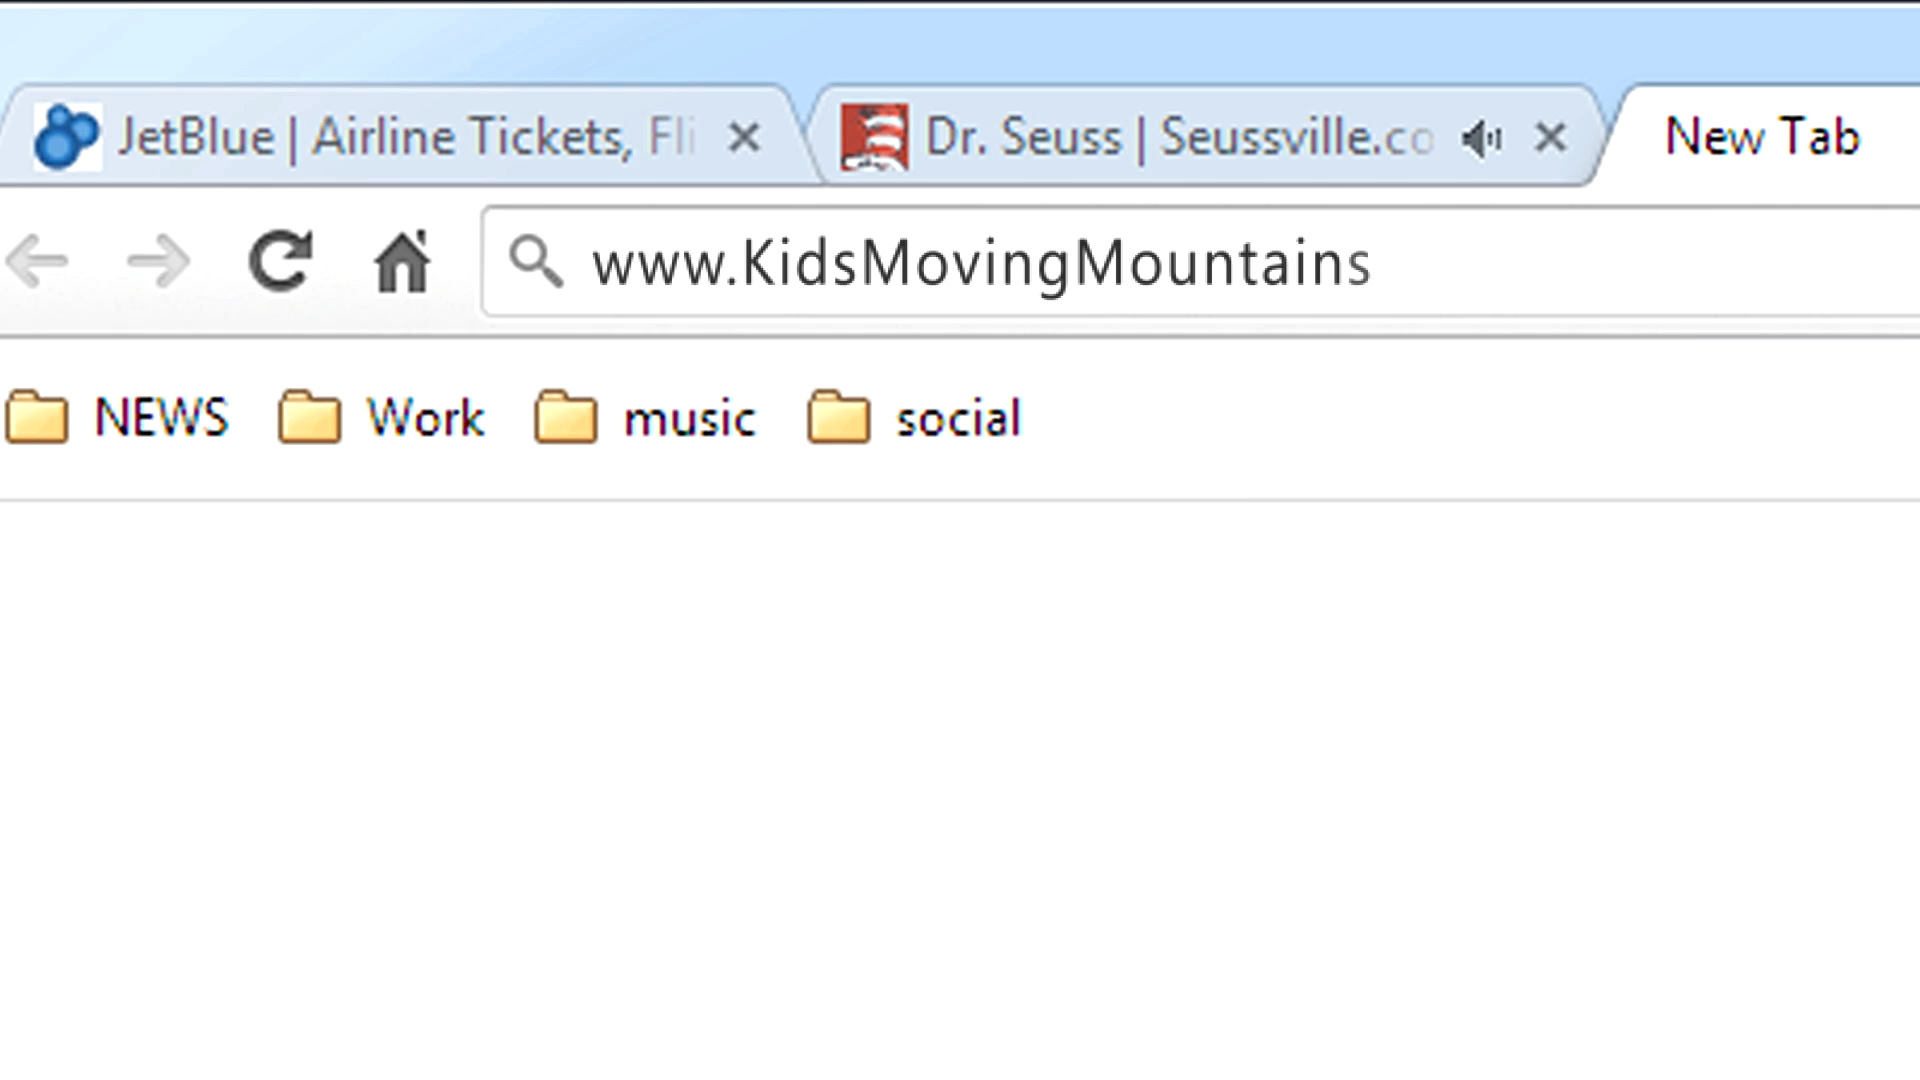 JetBlue | Airline Tickets, Fli
Dr. Seuss | Seussville.co
New Tab
www.KidsMovingMountains
NEWS
Work
music
social